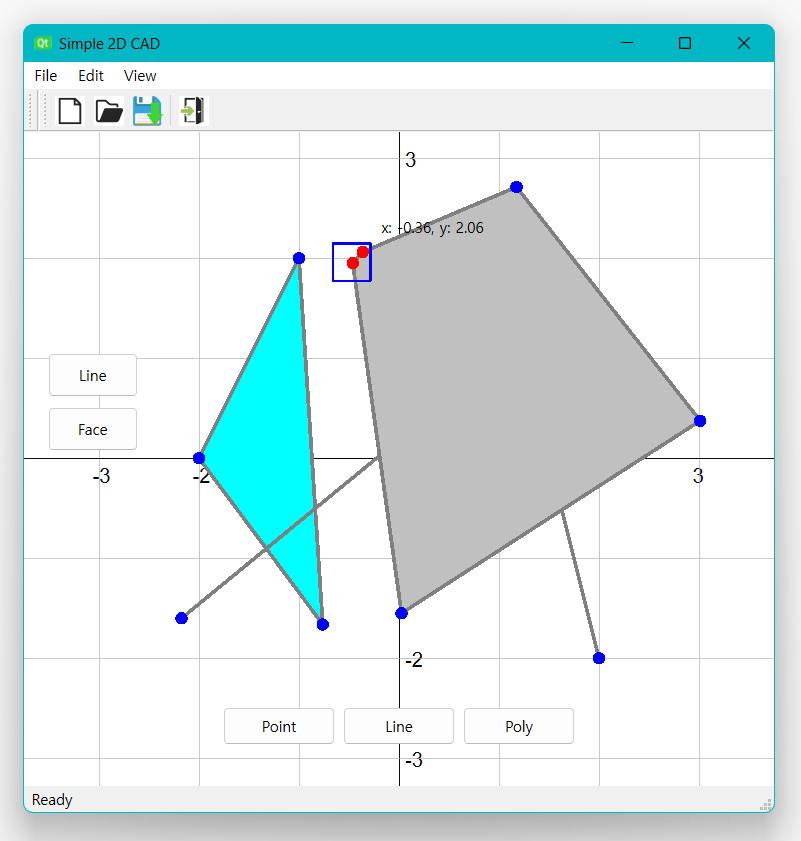 Qt Simple 2D CAD
File Edit View
3
x: -0.36, y: 2.06
Line
Face
-3 -2 3
-2
Point Line Poly
-3
Ready